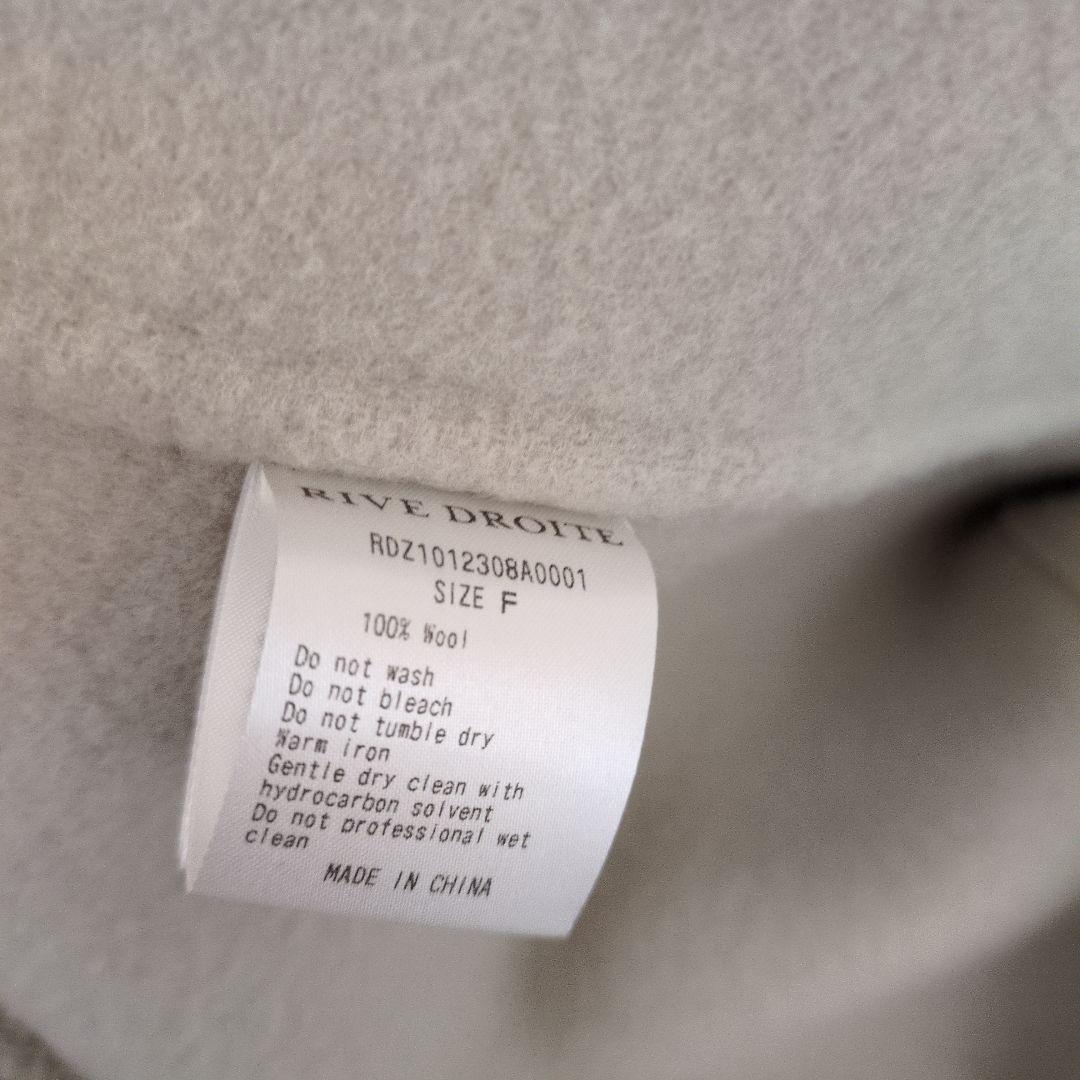 RIVE DROITE
RDZ1012308A0001
SIZE F
100% Wool
Do not wash
Do not bleach
Do not tumble dry
Warm iron
Gentle dry clean with
hydrocarbon solvent
Do not professional wet
clean
MADE IN CHINA